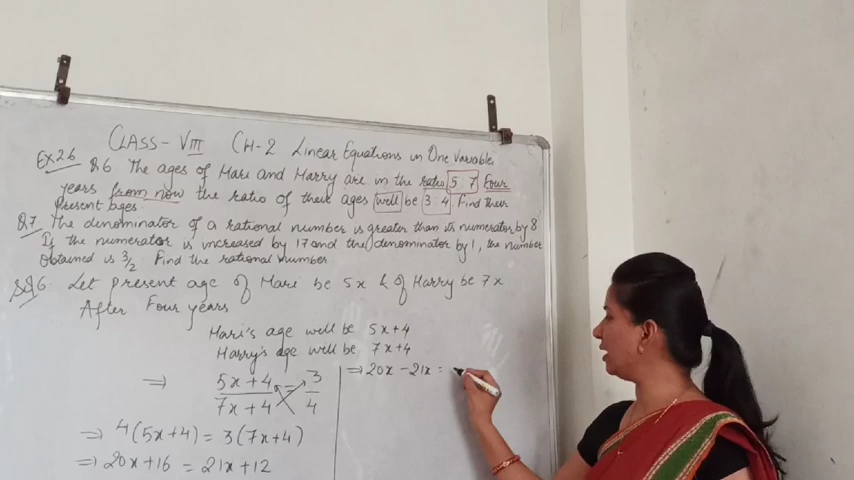 CLASS-VIII CH-2 Linear Equations in One Variable
EX 2.6 Q6 The ages of Hari and Harry are in the ratio 5:7 Four
years from now the ratio of their ages will be 3:4 Find their
Present ages.
Q7 The denominator of a rational number is greater than its numerator by 8
If the numerator is increased by 17 and the denominator by 1, the number
obtained is 3/2 Find the rational number
Sol 6 Let present age of Hari be 5x & of Harry be 7x
After Four years
Hari's age will be 5x+4
Harry's age will be 7x+4
⇒ (5x+4)/(7x+4) = 3/4
⇒ 4(5x+4) = 3(7x+4)
⇒ 20x+16 = 21x+12
⇒ 20x-21x =